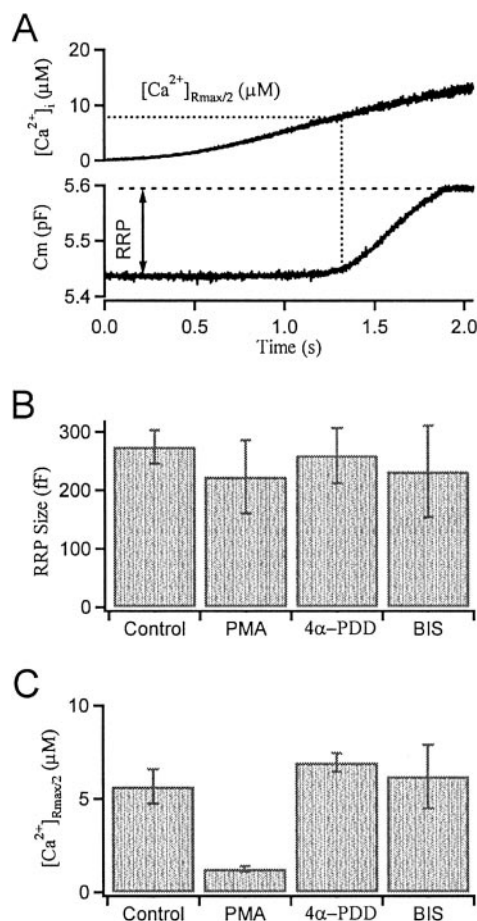 A
20
10
0
[Ca2+]i (µM)
[Ca2+]Rmax/2 (µM)
5.6
5.5
5.4
Cm (pF)
RRP
0.0 0.5 1.0 1.5 2.0
Time (s)
B
300
200
100
0
RRP Size (fF)
Control PMA 4α−PDD BIS
C
10
5
0
[Ca2+]Rmax/2 (µM)
Control PMA 4α−PDD BIS